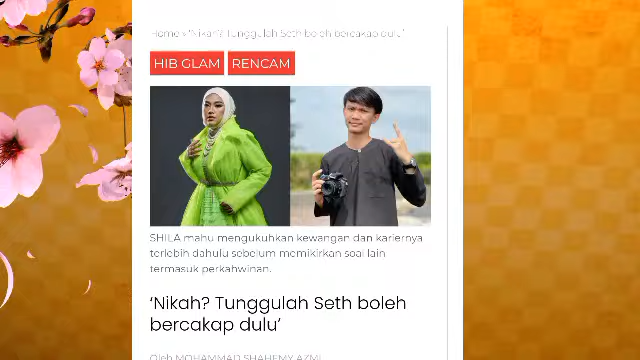 Home » 'Nikah? Tunggulah Seth boleh bercakap dulu'
HIB GLAM RENCAM
SHILA mahu mengukuhkan kewangan dan kariernya
terlebih dahulu sebelum memikirkan soal lain
termasuk perkahwinan.
'Nikah? Tunggulah Seth boleh
bercakap dulu'
Oleh MOHAMMAD SHAHEMY AZMI